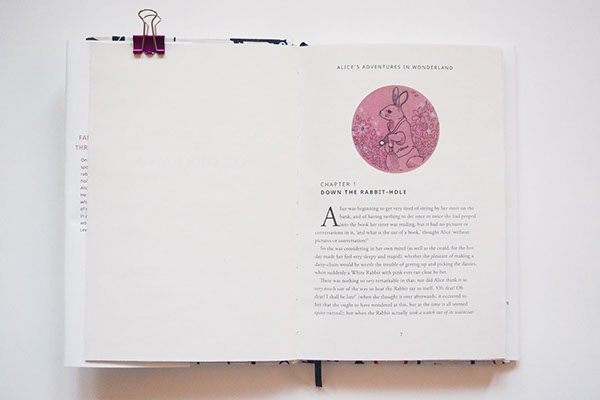 ALICE'S ADVENTURES IN WONDERLAND
CHAPTER 1
DOWN THE RABBIT-HOLE
Alice was beginning to get very tired of sitting by her sister on the
bank, and of having nothing to do: once or twice she had peeped
into the book her sister was reading, but it had no pictures or
conversations in it, 'and what is the use of a book,' thought Alice 'without
pictures or conversation?'
So she was considering in her own mind (as well as she could, for the hot
day made her feel very sleepy and stupid), whether the pleasure of making a
daisy-chain would be worth the trouble of getting up and picking the daisies,
when suddenly a White Rabbit with pink eyes ran close by her.
There was nothing so very remarkable in that; nor did Alice think it so
very much out of the way to hear the Rabbit say to itself, 'Oh dear! Oh
dear! I shall be late!' (when she thought it over afterwards, it occurred to
her that she ought to have wondered at this, but at the time it all seemed
quite natural); but when the Rabbit actually took a watch out of its waistcoat
7